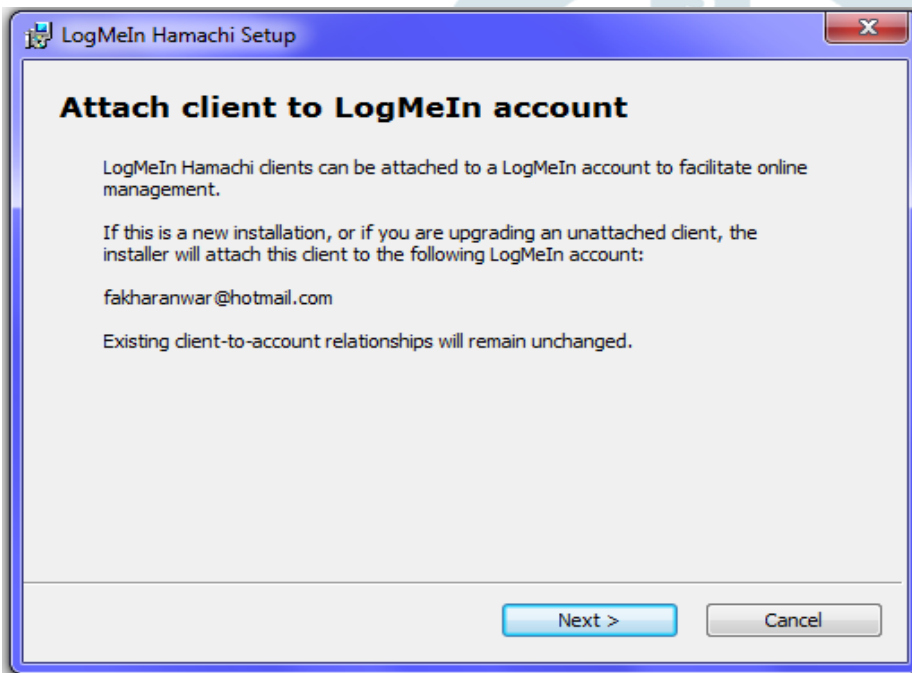 LogMeIn Hamachi Setup
Attach client to LogMeIn account
LogMeIn Hamachi clients can be attached to a LogMeIn account to facilitate online
management.
If this is a new installation, or if you are upgrading an unattached client, the
installer will attach this client to the following LogMeIn account:
fakharanwar@hotmail.com
Existing client-to-account relationships will remain unchanged.
Next >
Cancel